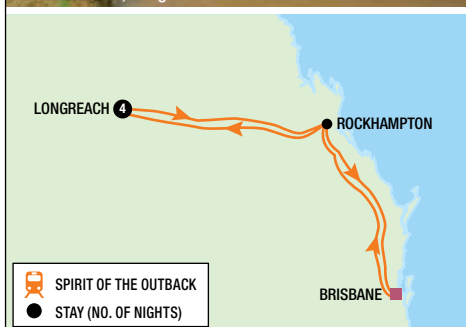 LONGREACH 4
ROCKHAMPTON
BRISBANE
SPIRIT OF THE OUTBACK
STAY (NO. OF NIGHTS)